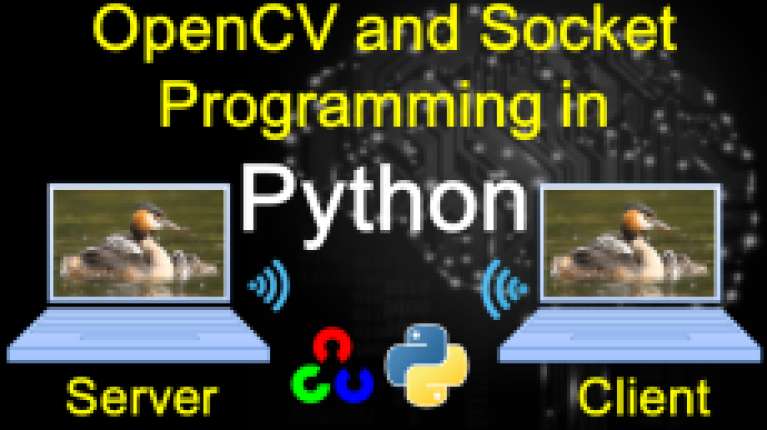 OpenCV and Socket
Programming in
Python
Server
Client